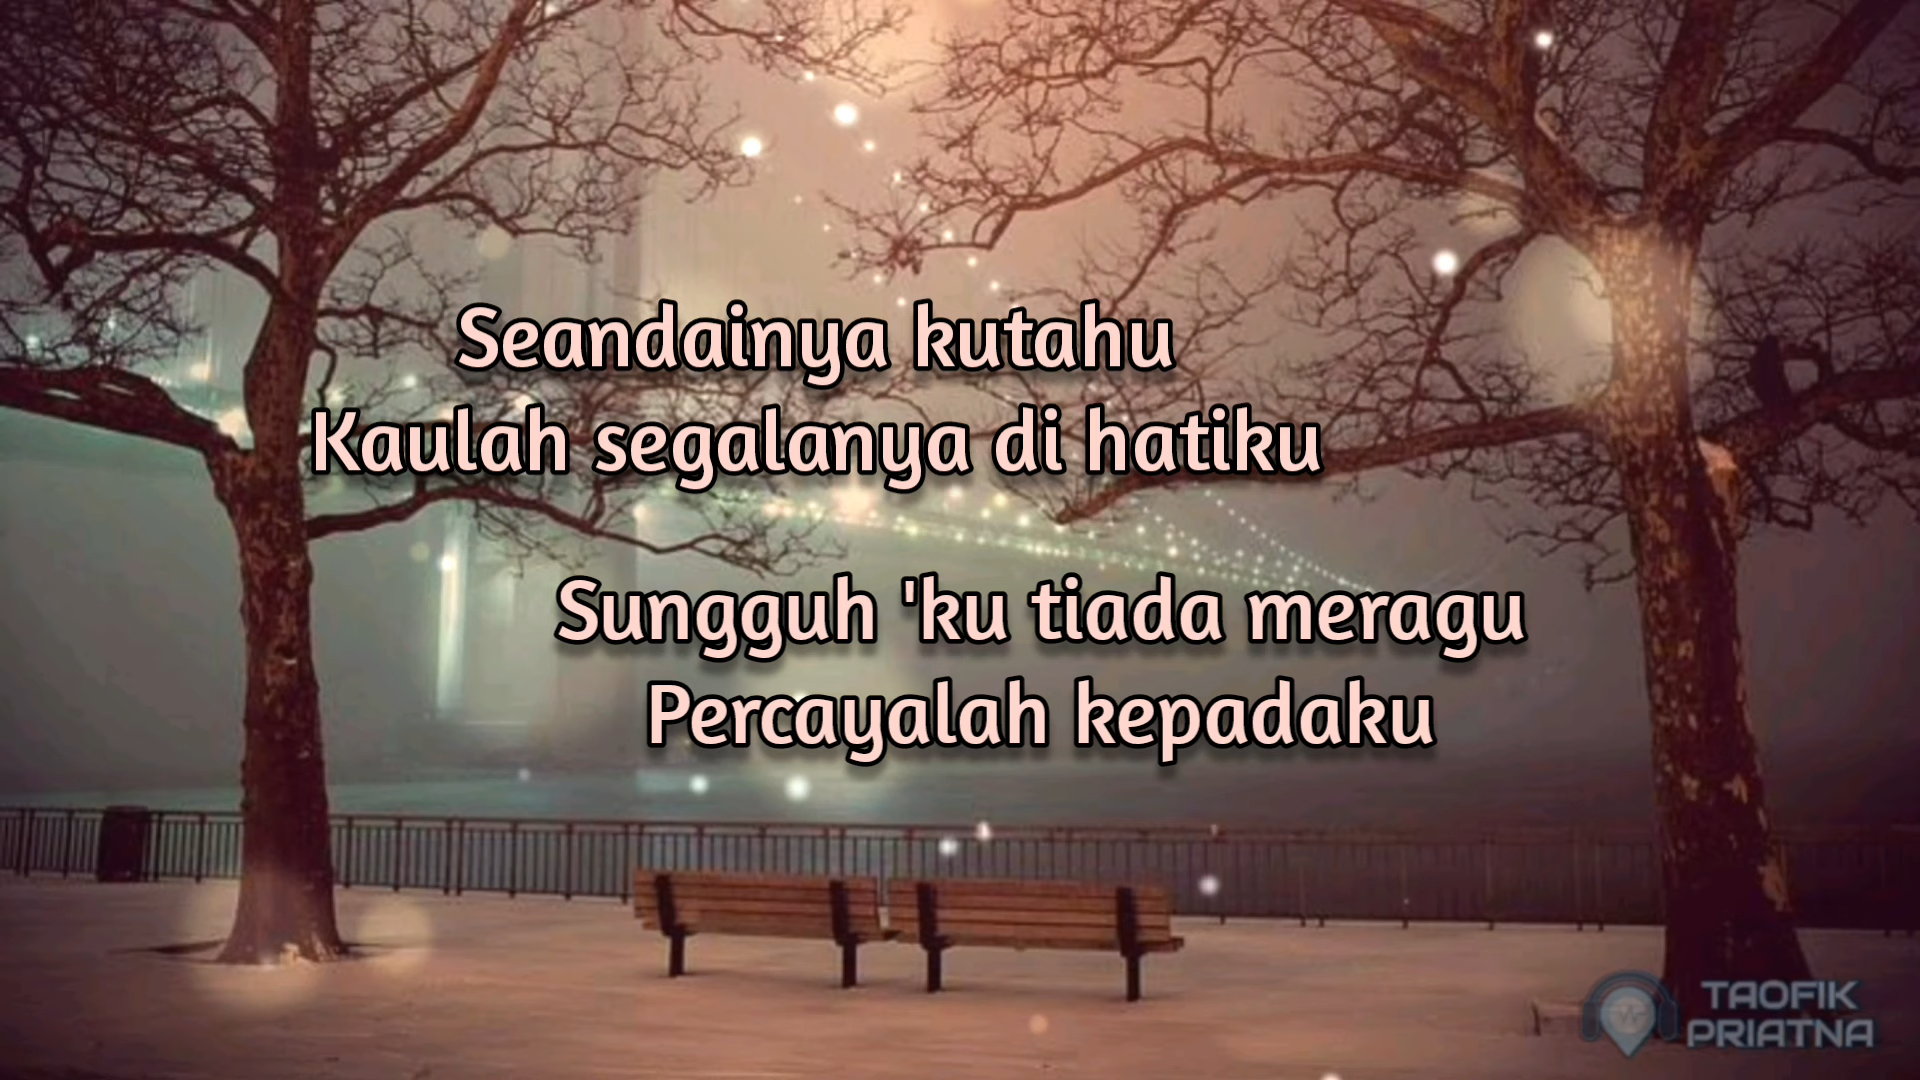 Seandainya kutahu
Kaulah segalanya di hatiku
Sungguh 'ku tiada meragu
Percayalah kepadaku
TAOFIK
PRIATNA